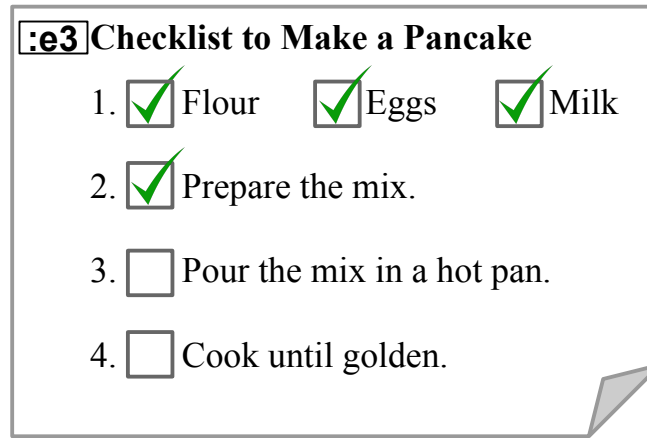 :e3 Checklist to Make a Pancake
1. Flour Eggs Milk
2. Prepare the mix.
3. Pour the mix in a hot pan.
4. Cook until golden.